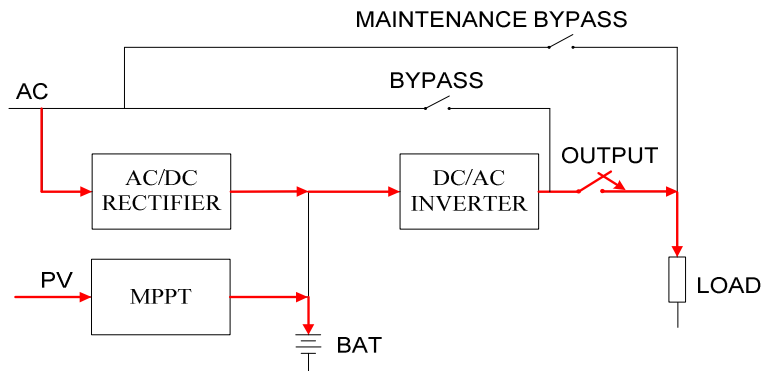 MAINTENANCE BYPASS
AC
BYPASS
AC/DC
RECTIFIER
DC/AC
INVERTER
OUTPUT
PV
MPPT
LOAD
BAT